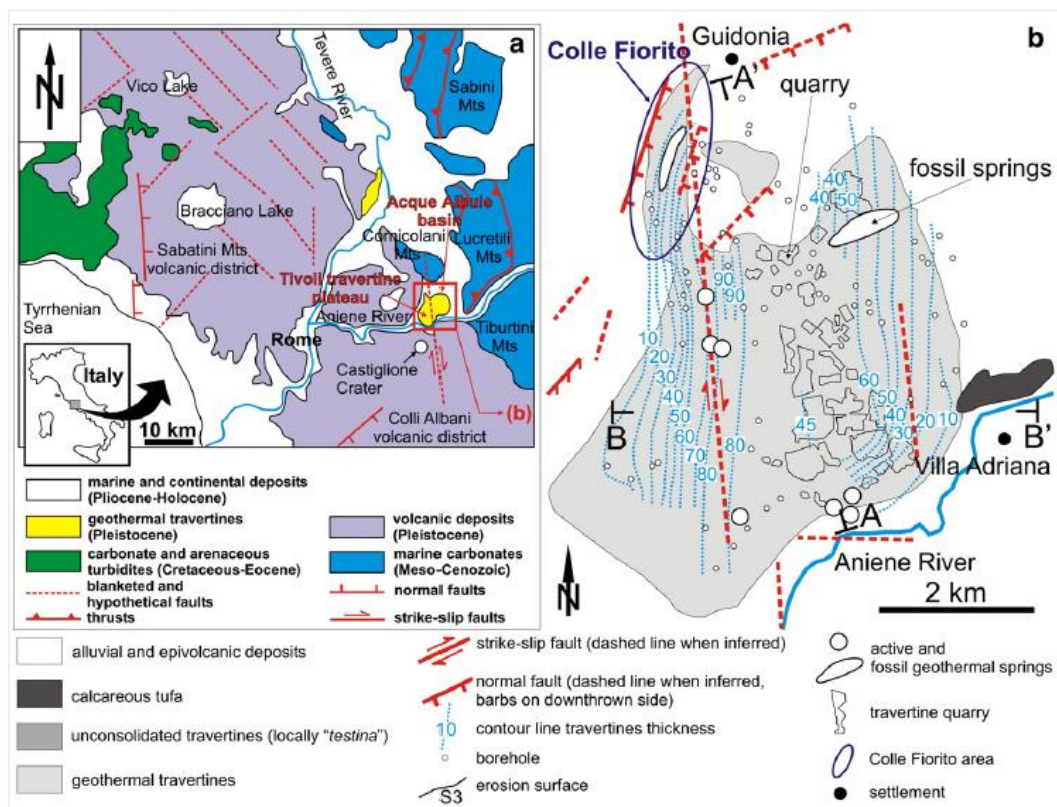 a
N
Vico Lake
Tevere River
Sabini
Mts
Bracciano Lake
Sabatini Mts
volcanic district
Acque Albule
basin
Cornicolani
Mts
Lucretili
Mts
Tivoli travertine
plateau
Aniene River
Tyrrhenian
Sea
Rome
Tiburtini
Mts
Castiglione
Crater
Italy
(b)
10 km
Colli Albani
volcanic district
marine and continental deposits
(Pliocene-Holocene)
geothermal travertines
(Pleistocene)
carbonate and arenaceous
turbidites (Cretaceous-Eocene)
blanketed and
hypothetical faults
thrusts
volcanic deposits
(Pleistocene)
marine carbonates
(Meso-Cenozoic)
normal faults
strike-slip faults
b
Colle Fiorito
Guidonia
A'
quarry
fossil springs
40
40
50
90
90
10
20
30
40
50
60
70
80
80
45
60
50
40
30
20
10
B
B'
Villa Adriana
A
Aniene River
N
2 km
alluvial and epivolcanic deposits
calcareous tufa
unconsolidated travertines (locally "testina")
geothermal travertines
strike-slip fault (dashed line when inferred)
normal fault (dashed line when inferred,
barbs on downthrown side)
10
contour line travertines thickness
borehole
S3
erosion surface
active and
fossil geothermal springs
travertine quarry
Colle Fiorito area
settlement